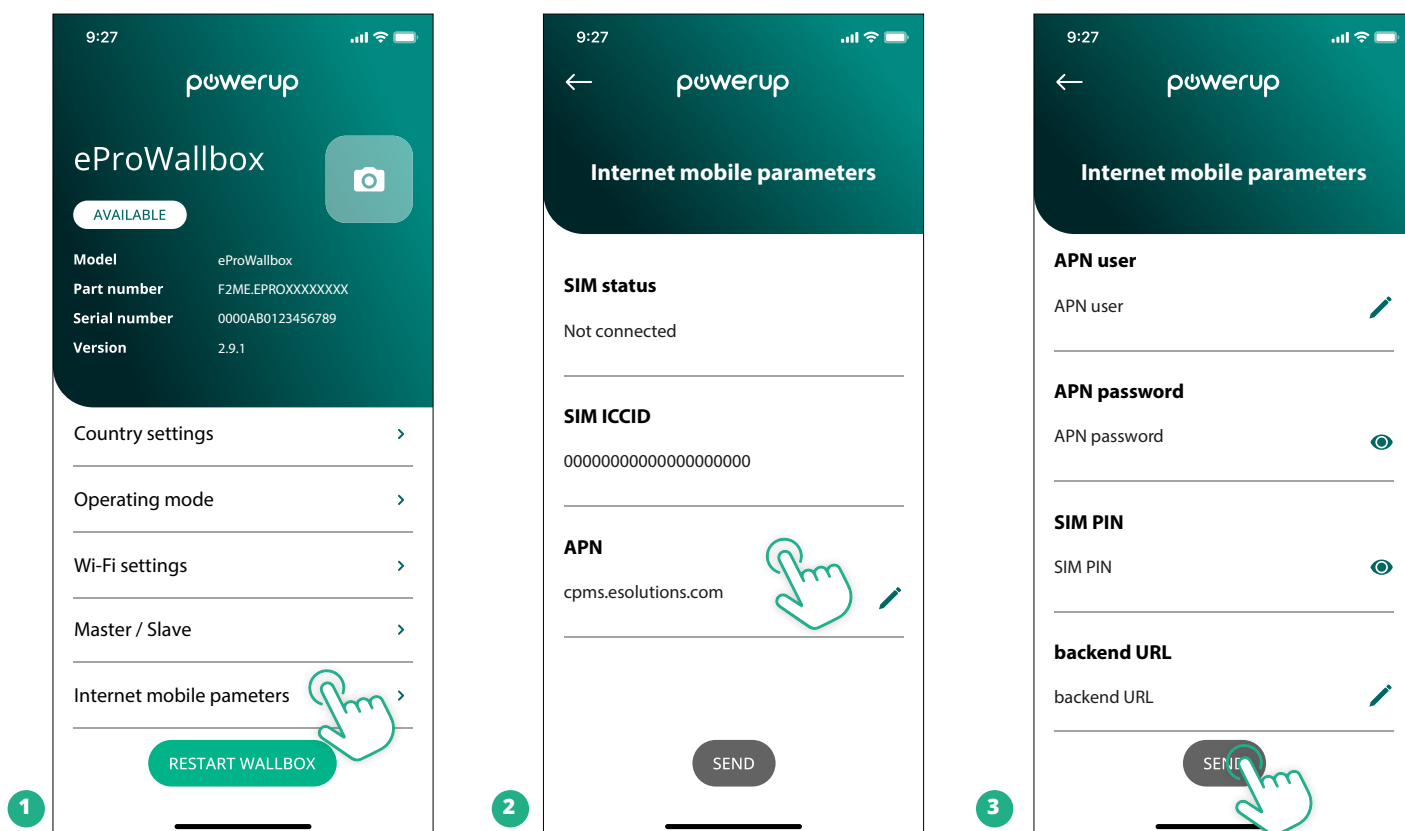 9:27
powerup
eProWallbox
AVAILABLE
Model eProWallbox
Part number F2ME.EPROXXXXXXXX
Serial number 0000AB0123456789
Version 2.9.1
Country settings
Operating mode
Wi-Fi settings
Master / Slave
Internet mobile pameters
RESTART WALLBOX
1
9:27
powerup
Internet mobile parameters
SIM status
Not connected
SIM ICCID
00000000000000000000
APN
cpms.esolutions.com
SEND
2
9:27
powerup
Internet mobile parameters
APN user
APN user
APN password
APN password
SIM PIN
SIM PIN
backend URL
backend URL
SEND
3